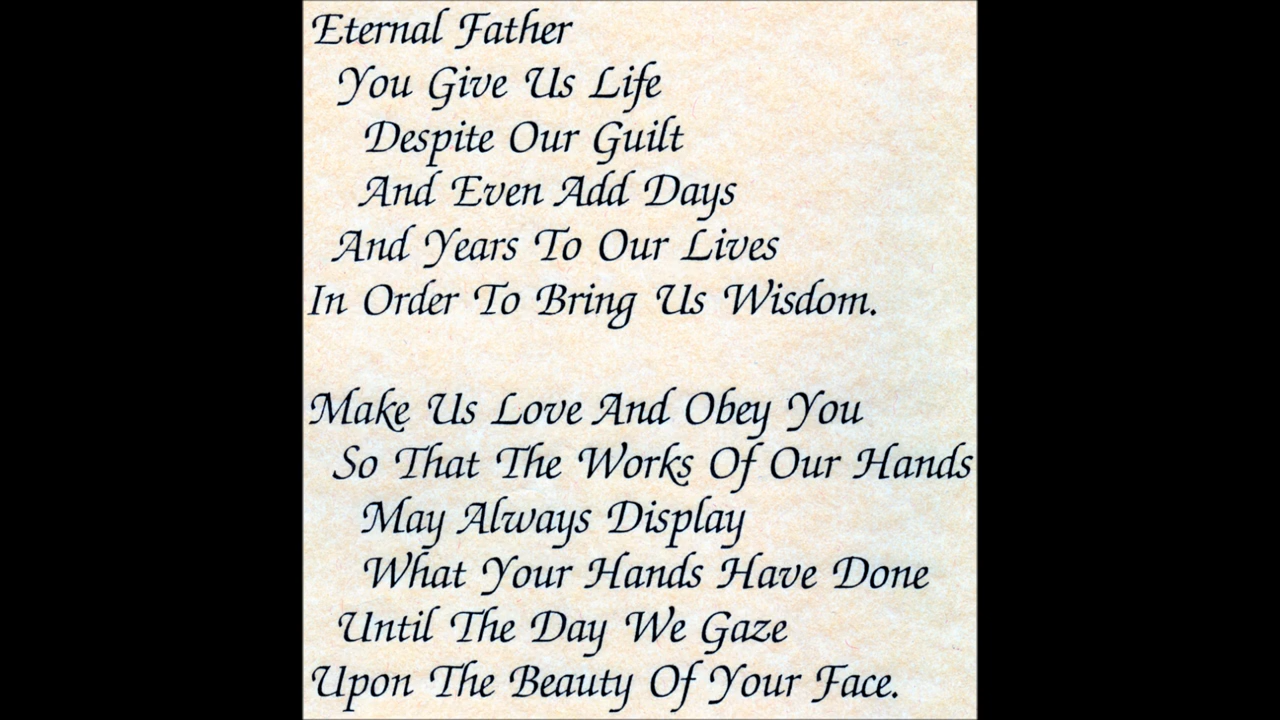 Eternal Father
You Give Us Life
Despite Our Guilt
And Even Add Days
And Years To Our Lives
In Order To Bring Us Wisdom.
Make Us Love And Obey You
So That The Works Of Our Hands
May Always Display
What Your Hands Have Done
Until The Day We Gaze
Upon The Beauty Of Your Face.